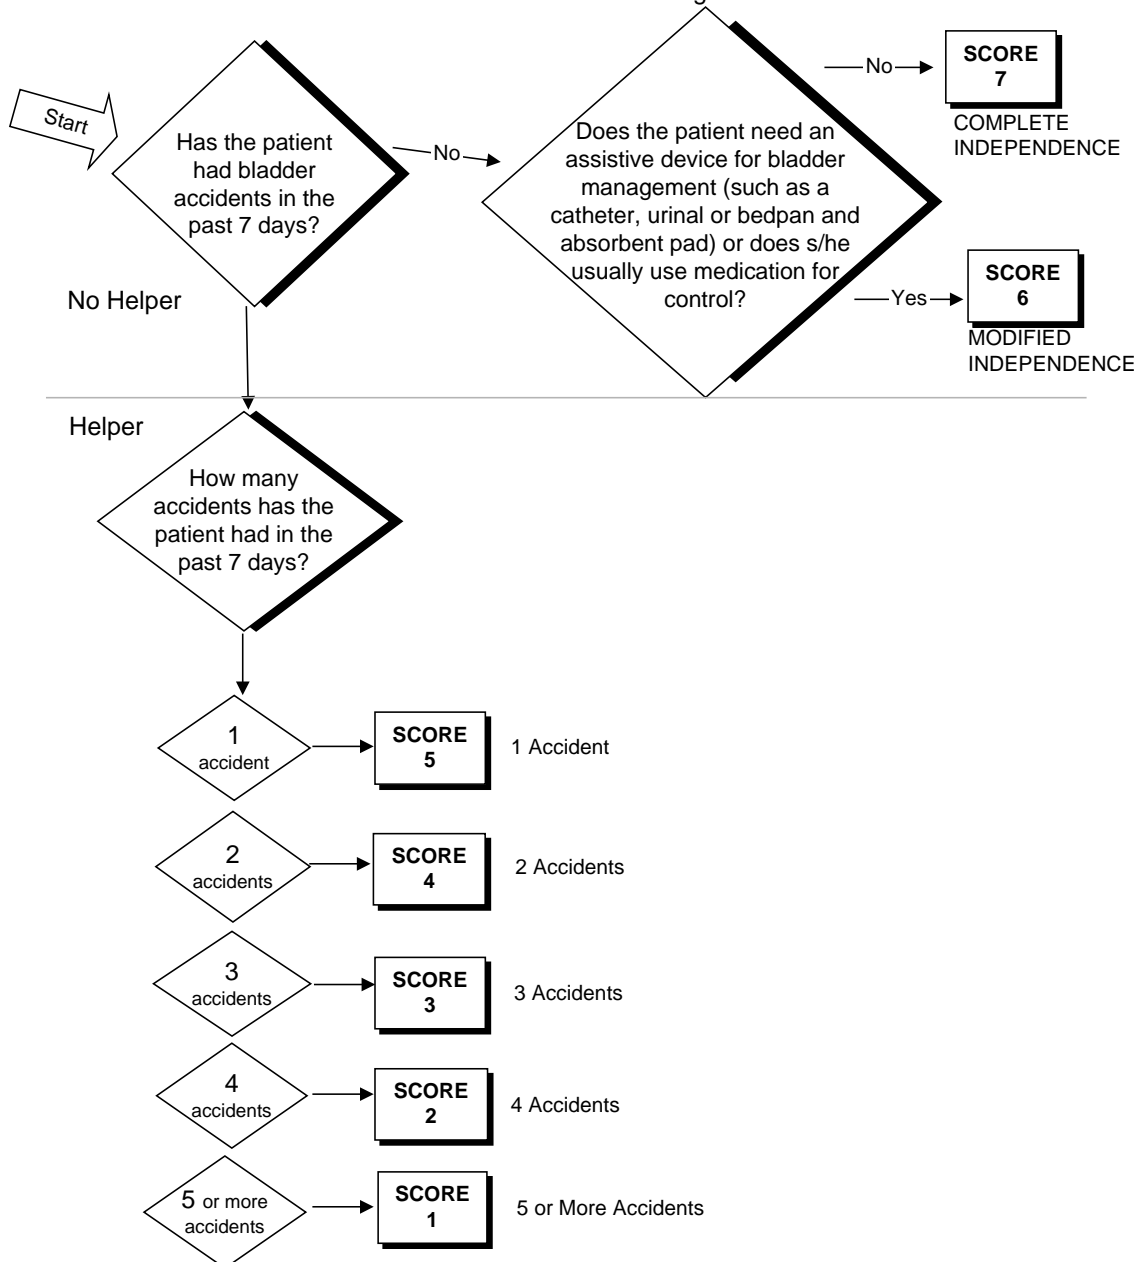 Start
Has the patient
had bladder
accidents in the
past 7 days?
No
Does the patient need an
assistive device for bladder
management (such as a
catheter, urinal or bedpan and
absorbent pad) or does s/he
usually use medication for
control?
No
SCORE
7
COMPLETE
INDEPENDENCE
Yes
SCORE
6
MODIFIED
INDEPENDENCE
No Helper
Helper
How many
accidents has the
patient had in the
past 7 days?
1
accident
SCORE
5
1 Accident
2
accidents
SCORE
4
2 Accidents
3
accidents
SCORE
3
3 Accidents
4
accidents
SCORE
2
4 Accidents
5 or more
accidents
SCORE
1
5 or More Accidents